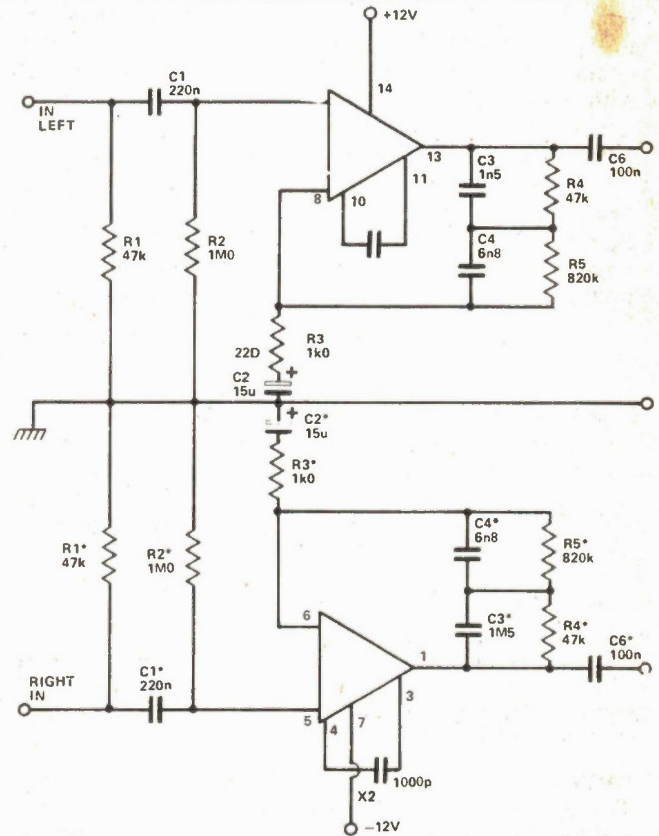 +12V
14
C1
220n
IN
LEFT
13
11
8
10
C3
1n5
R4
47k
C6
100n
R1
47k
R2
1M0
C4
6n8
R5
820k
22D
R3
1k0
+
C2
15u
+
C2*
15u
R3*
1k0
R1*
47k
R2*
1M0
C4*
6n8
R5*
820k
6
C3*
1M5
R4*
47k
C6*
100n
RIGHT
IN
C1*
220n
1
3
5
4
7
1000p
X2
−12V